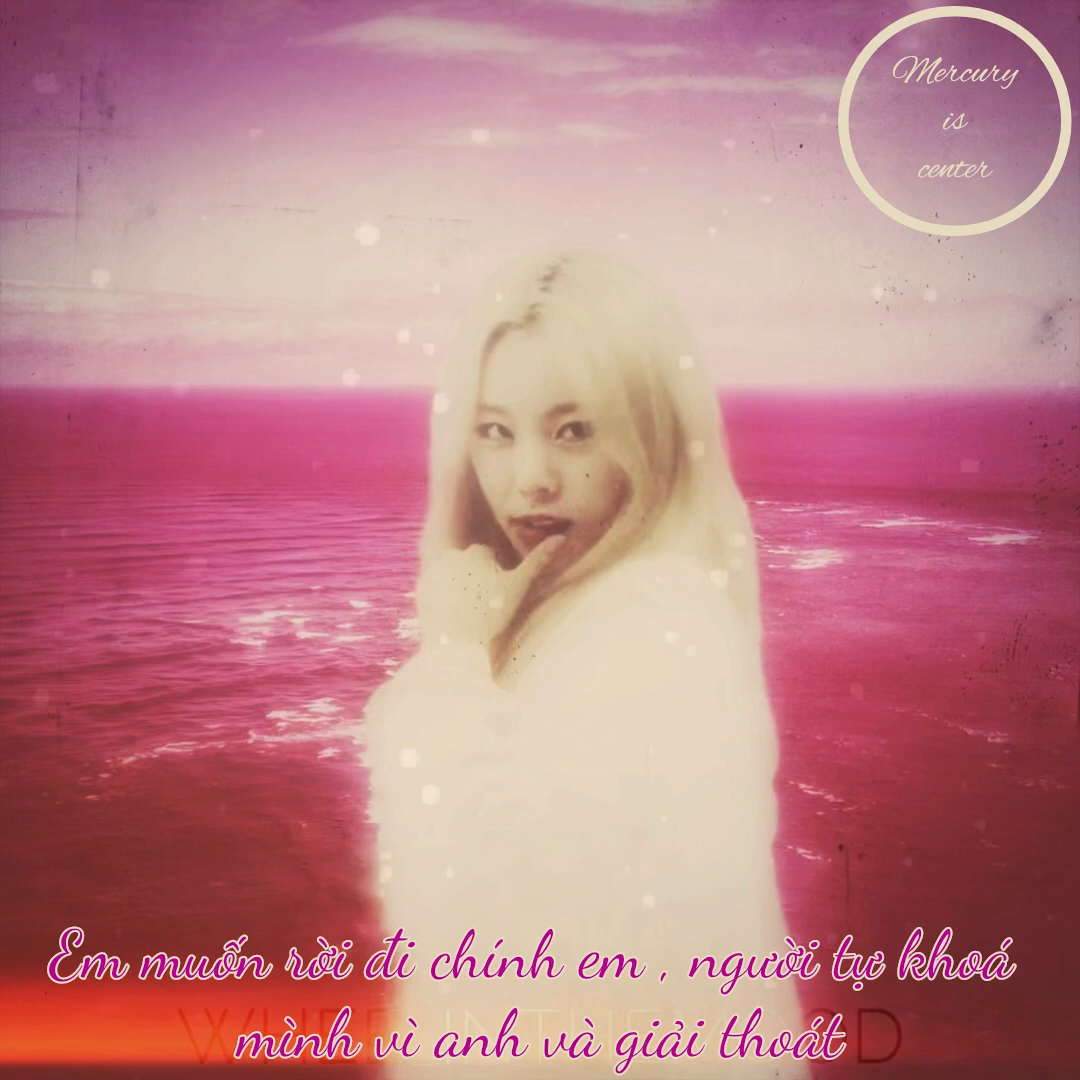 Mercury
is
center
Em muốn rời đi chính em , người tự khoá
mình vì anh và giải thoát